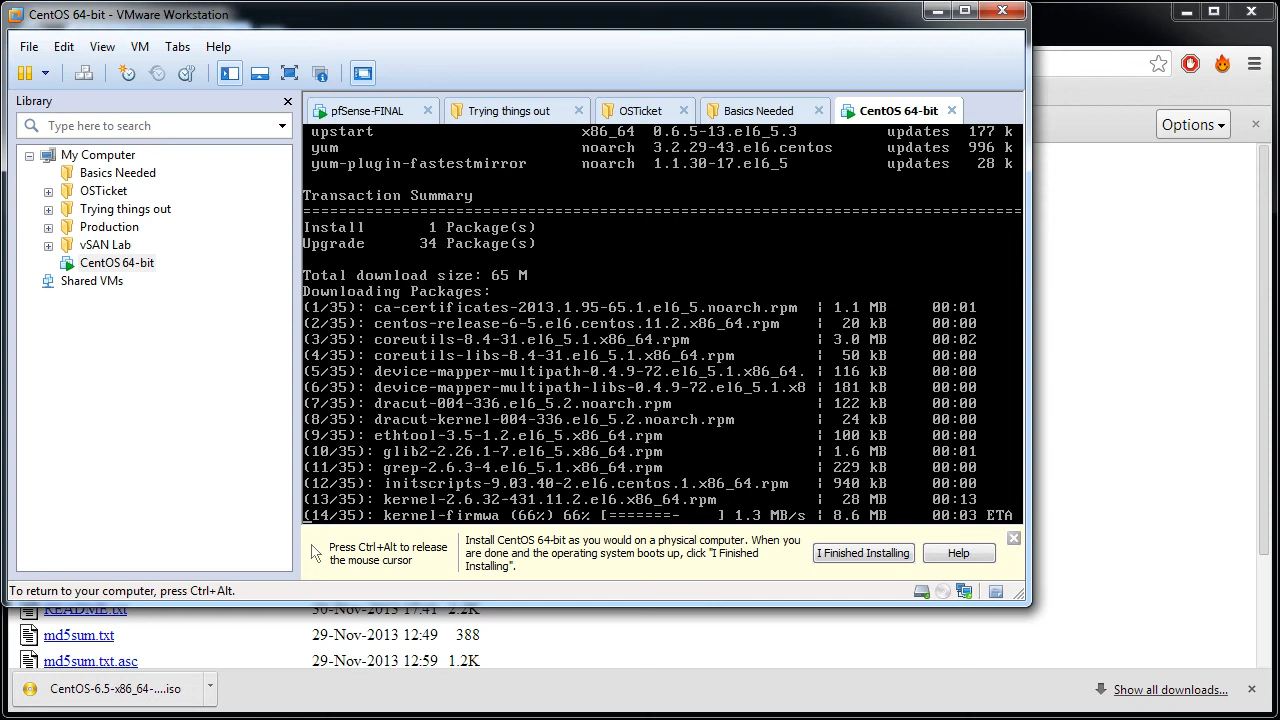 CentOS 64-bit - VMware Workstation
File Edit View VM Tabs Help
Library
Type here to search
My Computer
Basics Needed
OSTicket
Trying things out
Production
vSAN Lab
CentOS 64-bit
Shared VMs
pfSense-FINAL Trying things out OSTicket Basics Needed CentOS 64-bit
upstart x86_64 0.6.5-13.el6_5.3 updates 177 k
yum noarch 3.2.29-43.el6.centos updates 996 k
yum-plugin-fastestmirror noarch 1.1.30-17.el6_5 updates 28 k
Transaction Summary
================================================================================
Install 1 Package(s)
Upgrade 34 Package(s)
Total download size: 65 M
Downloading Packages:
(1/35): ca-certificates-2013.1.95-65.1.el6_5.noarch.rpm | 1.1 MB 00:01
(2/35): centos-release-6-5.el6.centos.11.2.x86_64.rpm | 20 kB 00:00
(3/35): coreutils-8.4-31.el6_5.1.x86_64.rpm | 3.0 MB 00:02
(4/35): coreutils-libs-8.4-31.el6_5.1.x86_64.rpm | 50 kB 00:00
(5/35): device-mapper-multipath-0.4.9-72.el6_5.1.x86_64. | 116 kB 00:00
(6/35): device-mapper-multipath-libs-0.4.9-72.el6_5.1.x8 | 181 kB 00:00
(7/35): dracut-004-336.el6_5.2.noarch.rpm | 122 kB 00:00
(8/35): dracut-kernel-004-336.el6_5.2.noarch.rpm | 24 kB 00:00
(9/35): ethtool-3.5-1.2.el6_5.x86_64.rpm | 100 kB 00:00
(10/35): glib2-2.26.1-7.el6_5.x86_64.rpm | 1.6 MB 00:01
(11/35): grep-2.6.3-4.el6_5.1.x86_64.rpm | 229 kB 00:00
(12/35): initscripts-9.03.40-2.el6.centos.1.x86_64.rpm | 940 kB 00:00
(13/35): kernel-2.6.32-431.11.2.el6.x86_64.rpm | 28 MB 00:13
(14/35): kernel-firmwa (66%) 66% [=======- ] 1.3 MB/s | 8.6 MB 00:03 ETA
Press Ctrl+Alt to release
the mouse cursor
Install CentOS 64-bit as you would on a physical computer. When you
are done and the operating system boots up, click "I Finished
Installing".
I Finished Installing
Help
To return to your computer, press Ctrl+Alt.
Options
README.txt 30-Nov-2013 17:41 2.2K
md5sum.txt 29-Nov-2013 12:49 388
md5sum.txt.asc 29-Nov-2013 12:59 1.2K
CentOS-6.5-x86_64-....iso
Show all downloads...